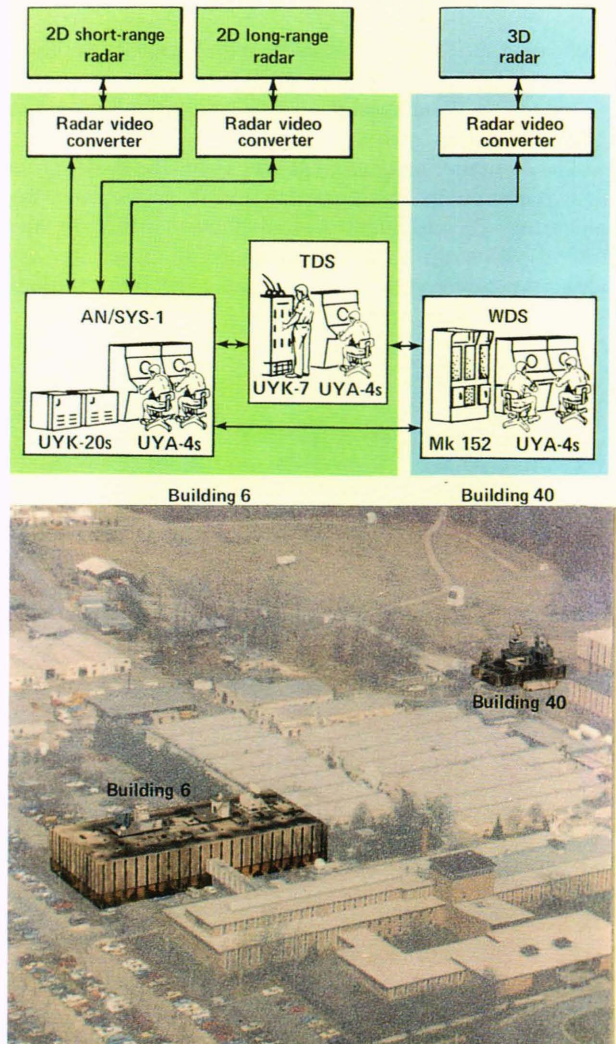 2D short-range
radar
2D long-range
radar
3D
radar
Radar video
converter
Radar video
converter
Radar video
converter
TDS
UYK-7 UYA-4s
AN/SYS-1
UYK-20s UYA-4s
WDS
Mk 152 UYA-4s
Building 6
Building 40
Building 40
Building 6